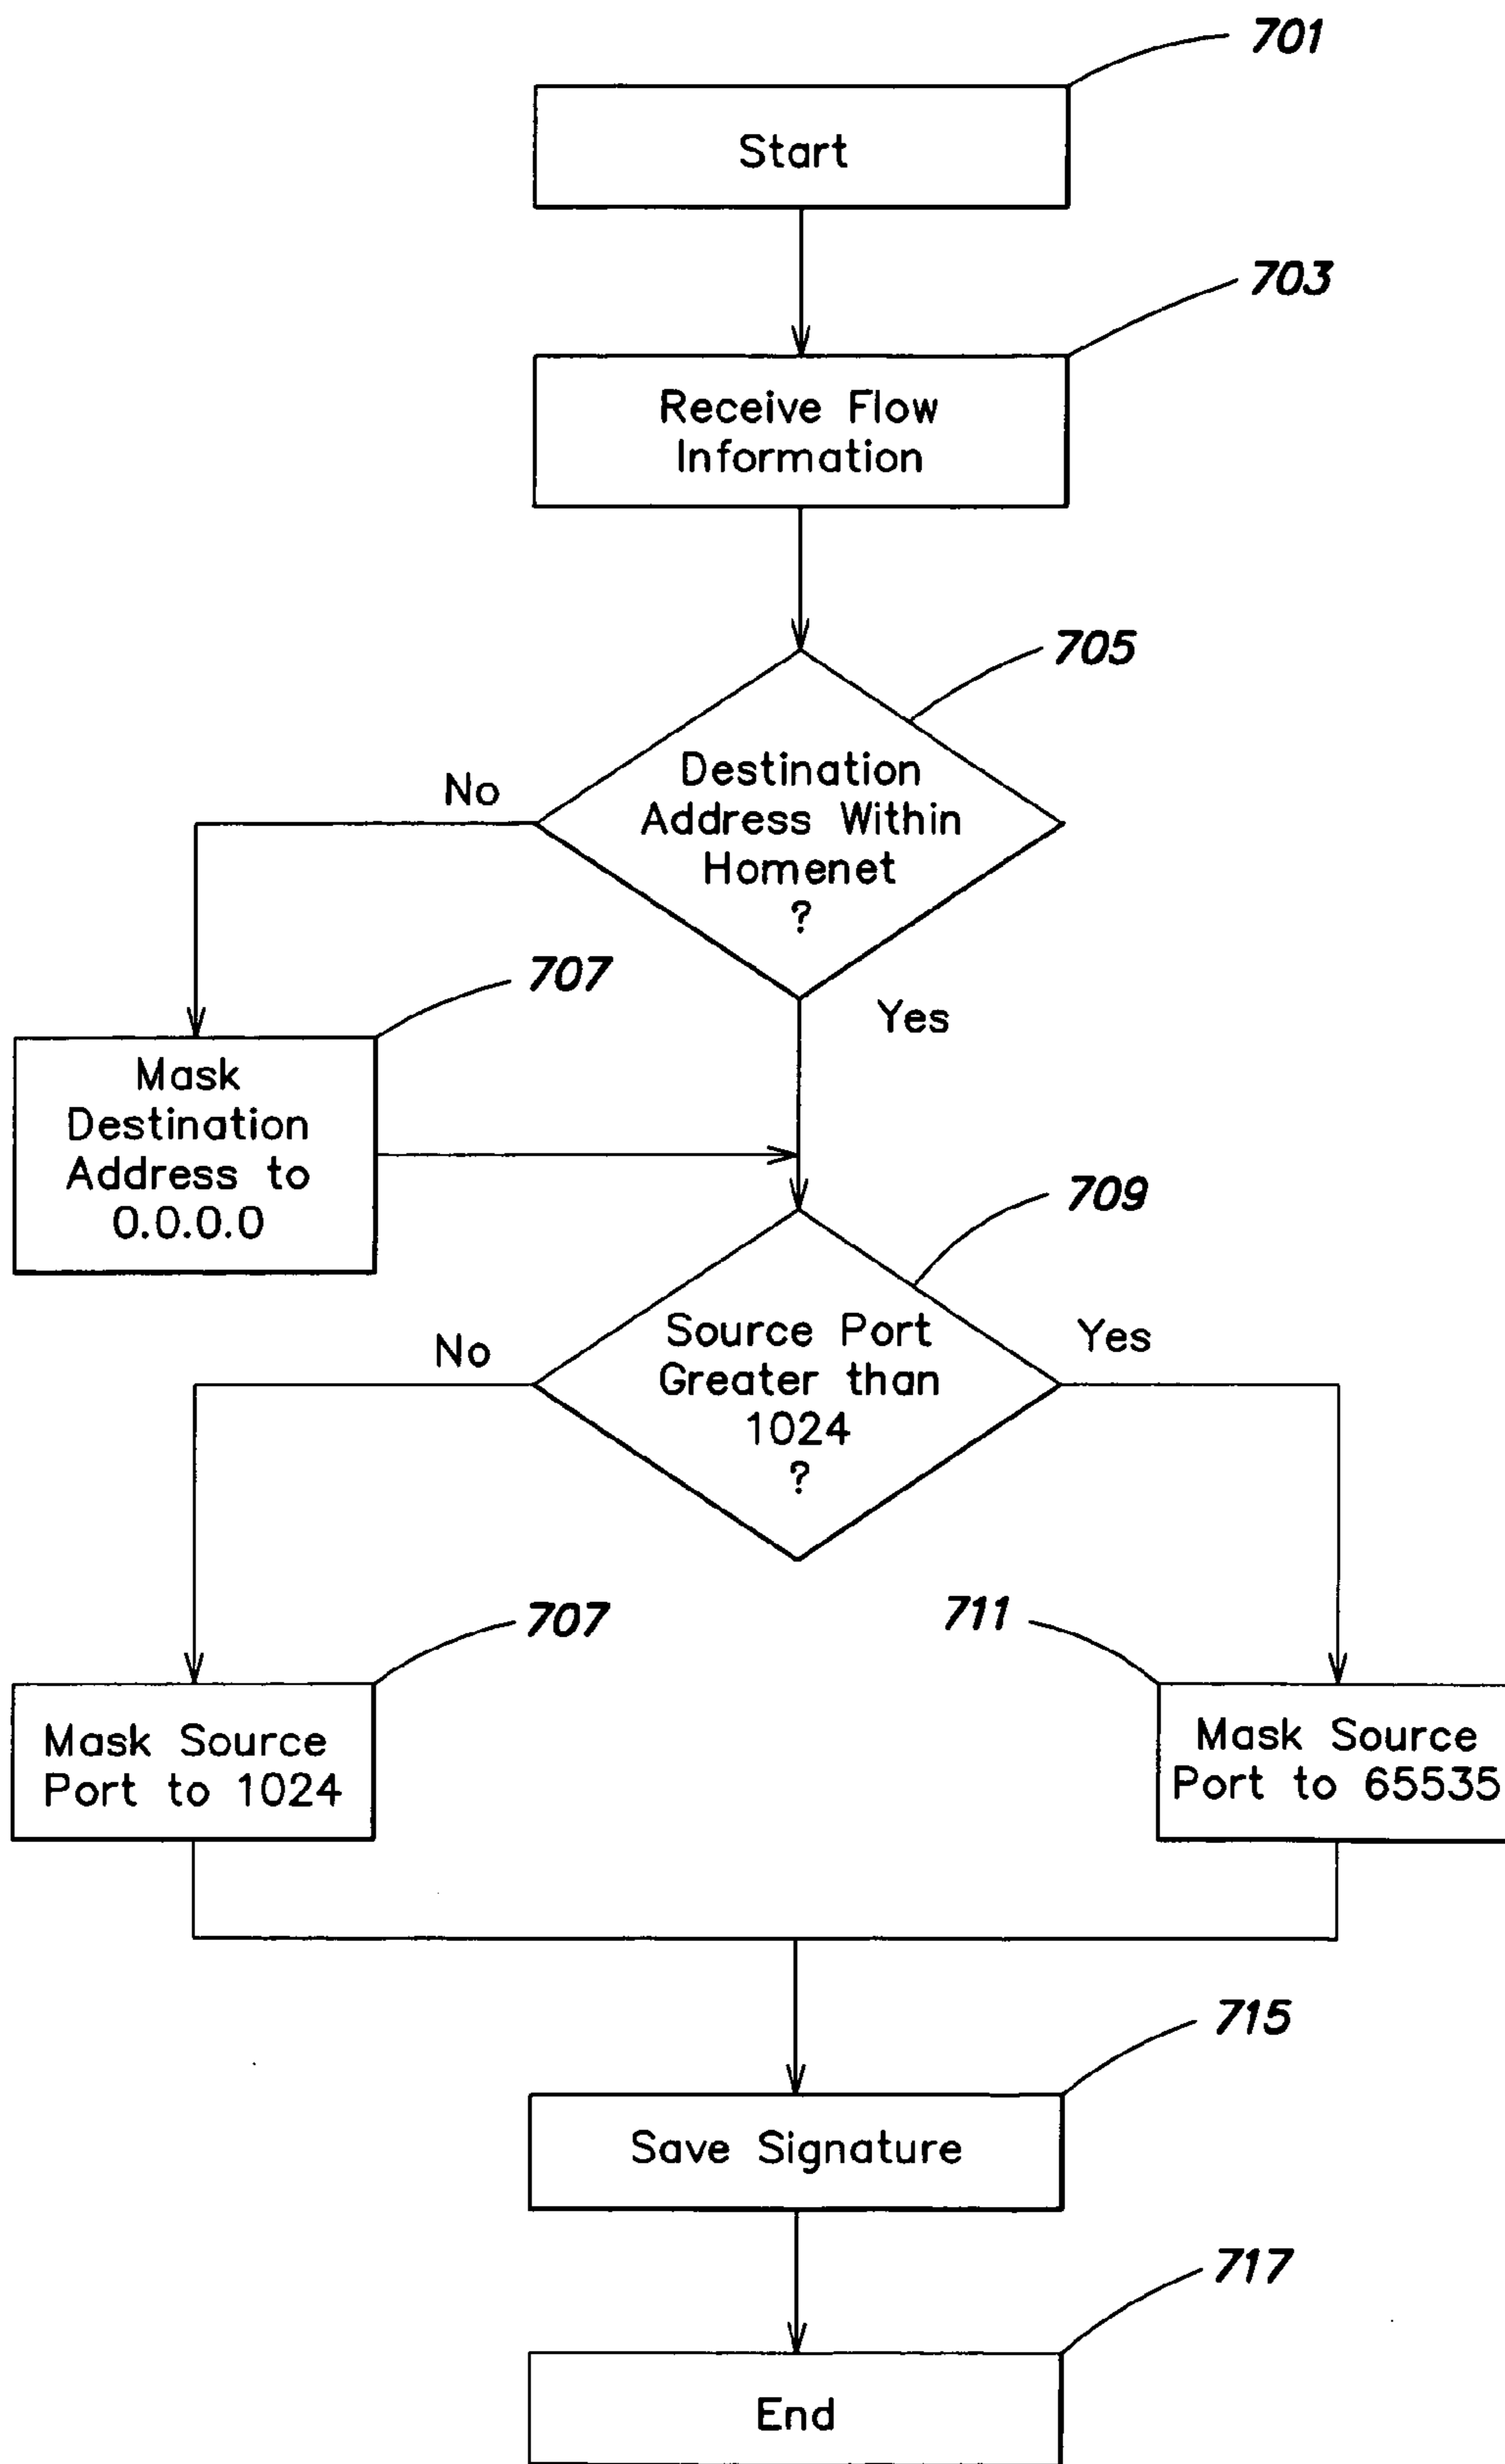 701
Start
703
Receive Flow
Information
705
Destination
Address Within
Homenet
?
No
Yes
707
Mask
Destination
Address to
0.0.0.0
709
Source Port
Greater than
1024
?
No
Yes
707
Mask Source
Port to 1024
711
Mask Source
Port to 65535
715
Save Signature
717
End